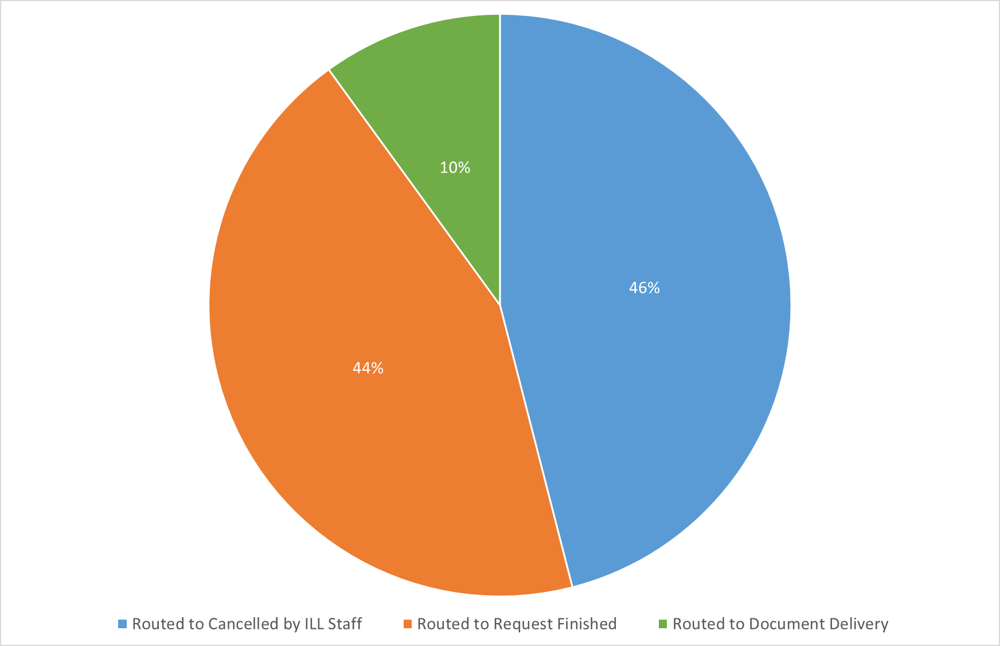 10%
46%
44%
Routed to Cancelled by ILL Staff
Routed to Request Finished
Routed to Document Delivery